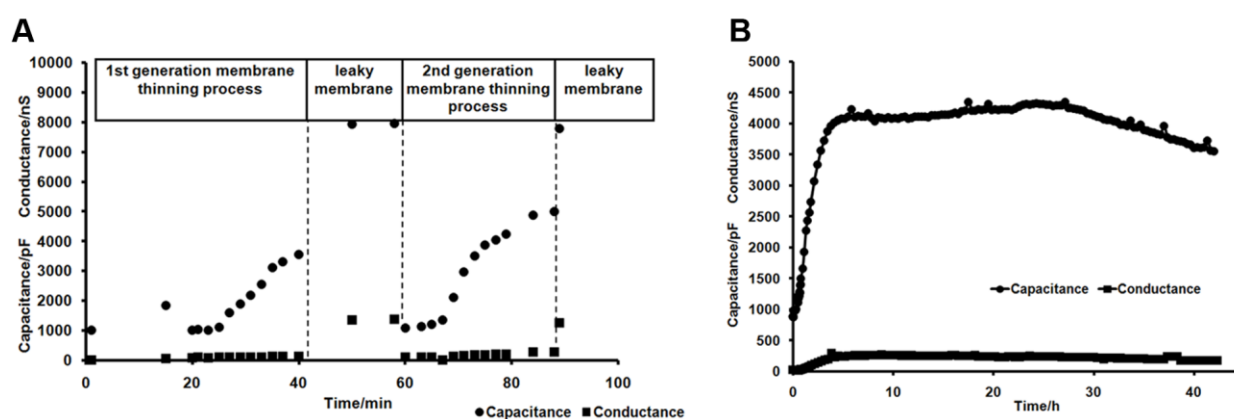 A
Capacitance/pF Conductance/nS
10000
9000
8000
7000
6000
5000
4000
3000
2000
1000
0
1st generation membrane
thinning process
leaky
membrane
2nd generation
membrane thinning
process
leaky
membrane
0 20 40 60 80 100
Time/min
Capacitance Conductance
B
Capacitance/pF Conductance/nS
5000
4500
4000
3500
3000
2500
2000
1500
1000
500
0
Capacitance Conductance
0 10 20 30 40
Time/h